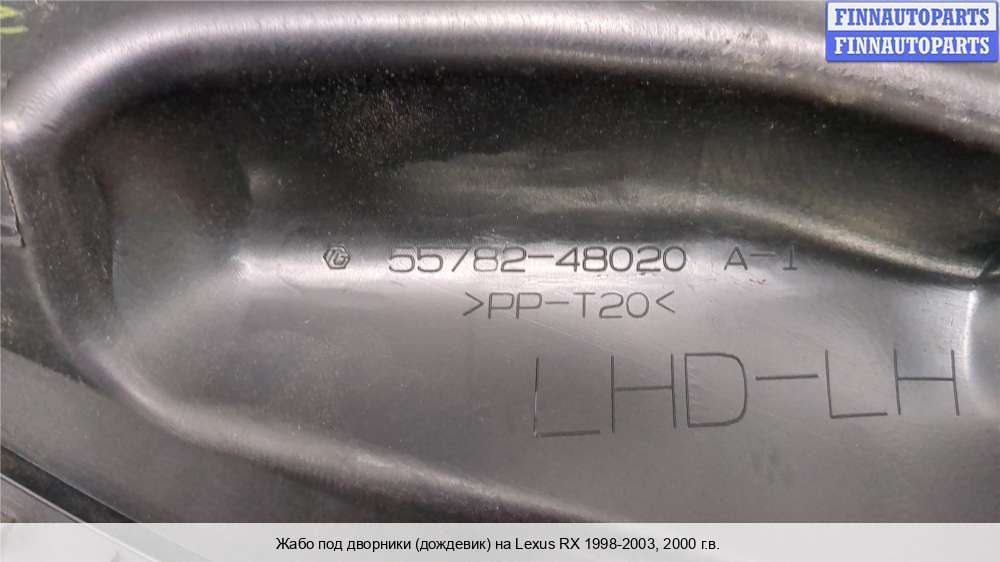 FINNAUTOPARTS
FINNAUTOPARTS
55782-48020 A-1
>PP-T20<
LHD-LH
Жабо под дворники (дождевик) на Lexus RX 1998-2003, 2000 г.в.